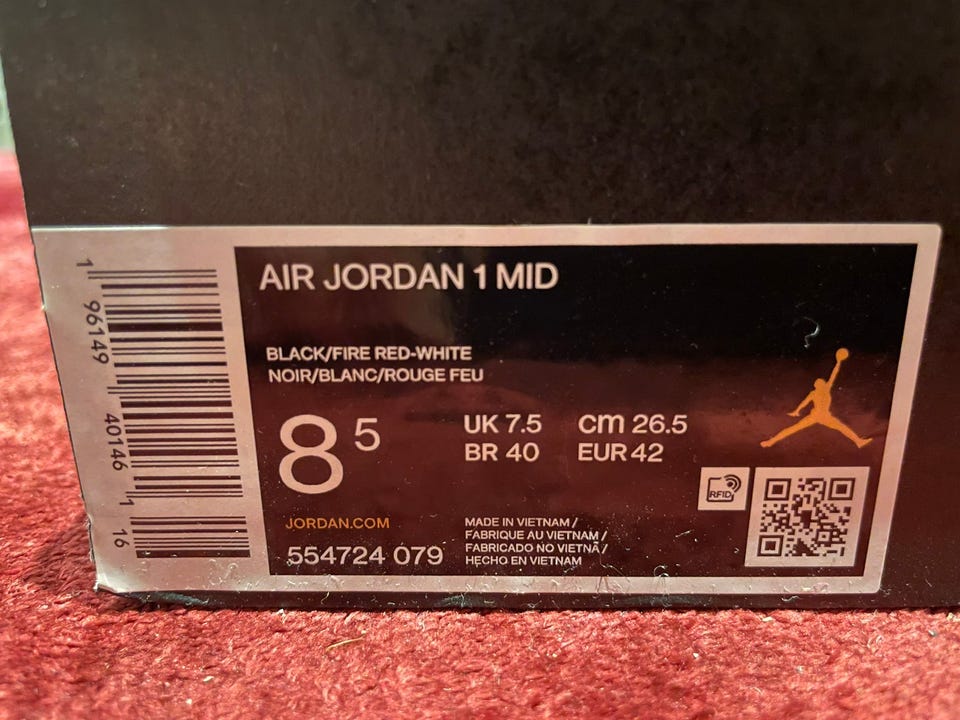 AIR JORDAN 1 MID
BLACK/FIRE RED-WHITE
NOIR/BLANC/ROUGE FEU
8 5
UK 7.5 cm 26.5
BR 40 EUR 42
RFID
JORDAN.COM
554724 079
MADE IN VIETNAM /
FABRIQUE AU VIETNAM /
FABRICADO NO VIETNÃ /
HECHO EN VIETNAM
1 96149 40146 1 16